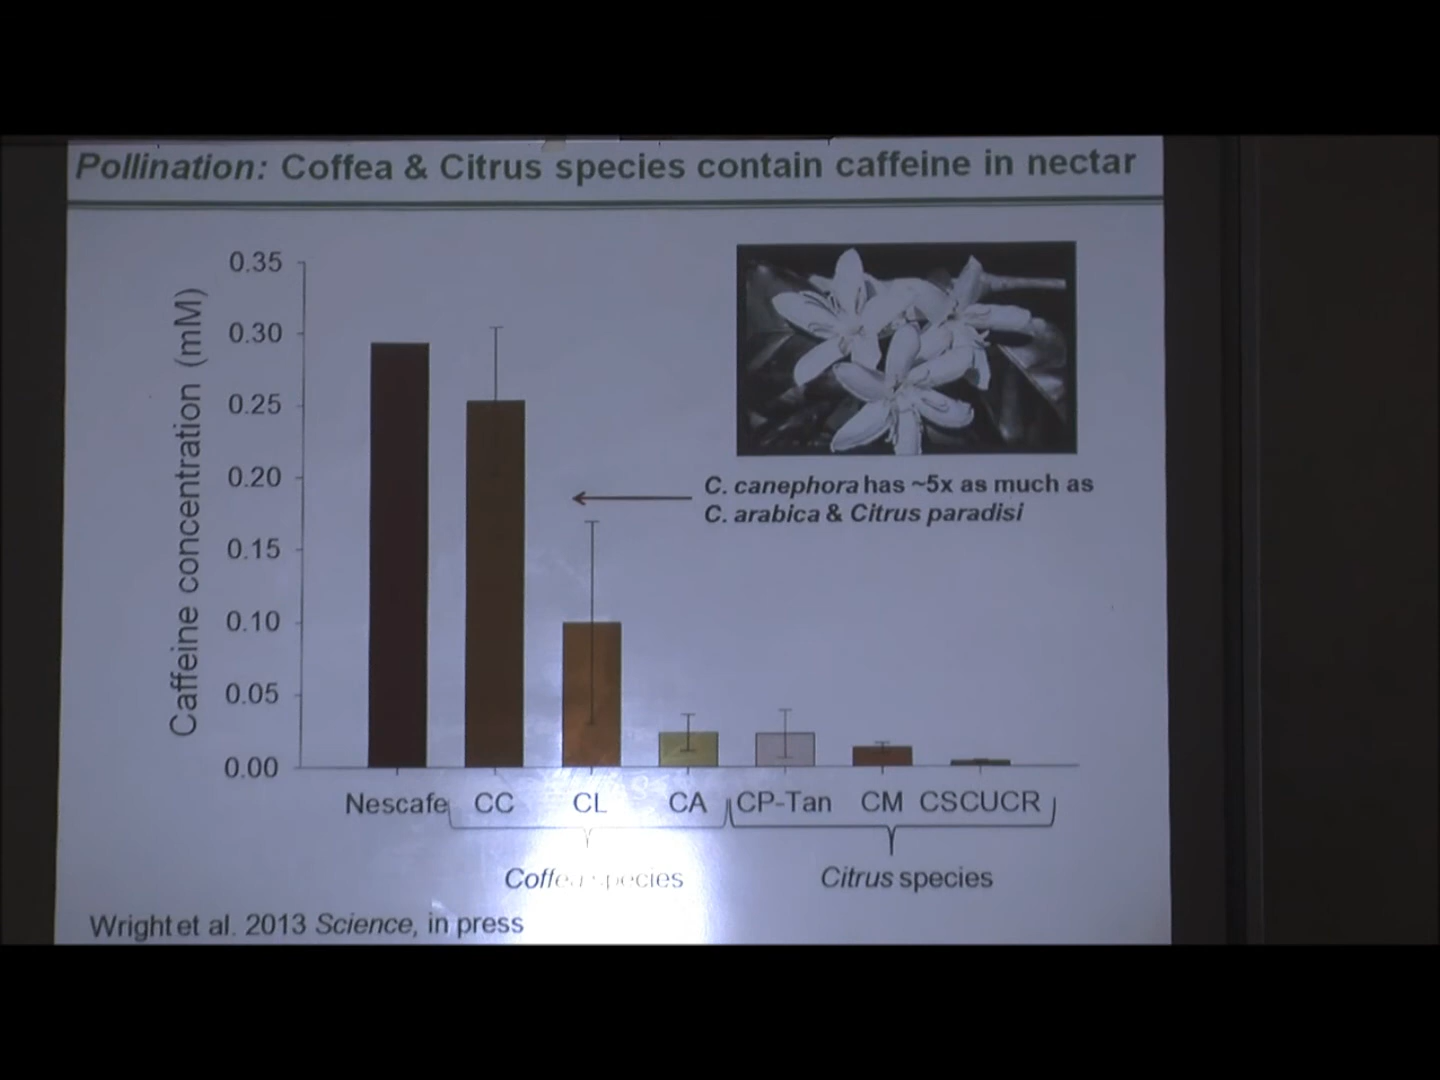 Pollination: Coffea & Citrus species contain caffeine in nectar
Caffeine concentration (mM)
0.35
0.30
0.25
0.20
0.15
0.10
0.05
0.00
C. canephora has ~5x as much as
C. arabica & Citrus paradisi
Nescafe CC CL CA CP-Tan CM CSCUCR
Coffea species Citrus species
Wright et al. 2013 Science, in press